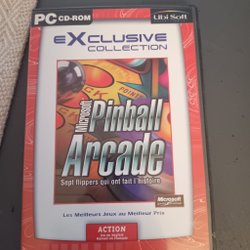 PC CD-ROM
Ubi Soft
eXclusive
COLLECTION
Microsoft
Pinball
Arcade
Sept flippers qui ont fait l'histoire
Microsoft
Les Meilleurs Jeux au Meilleur Prix
ACTION